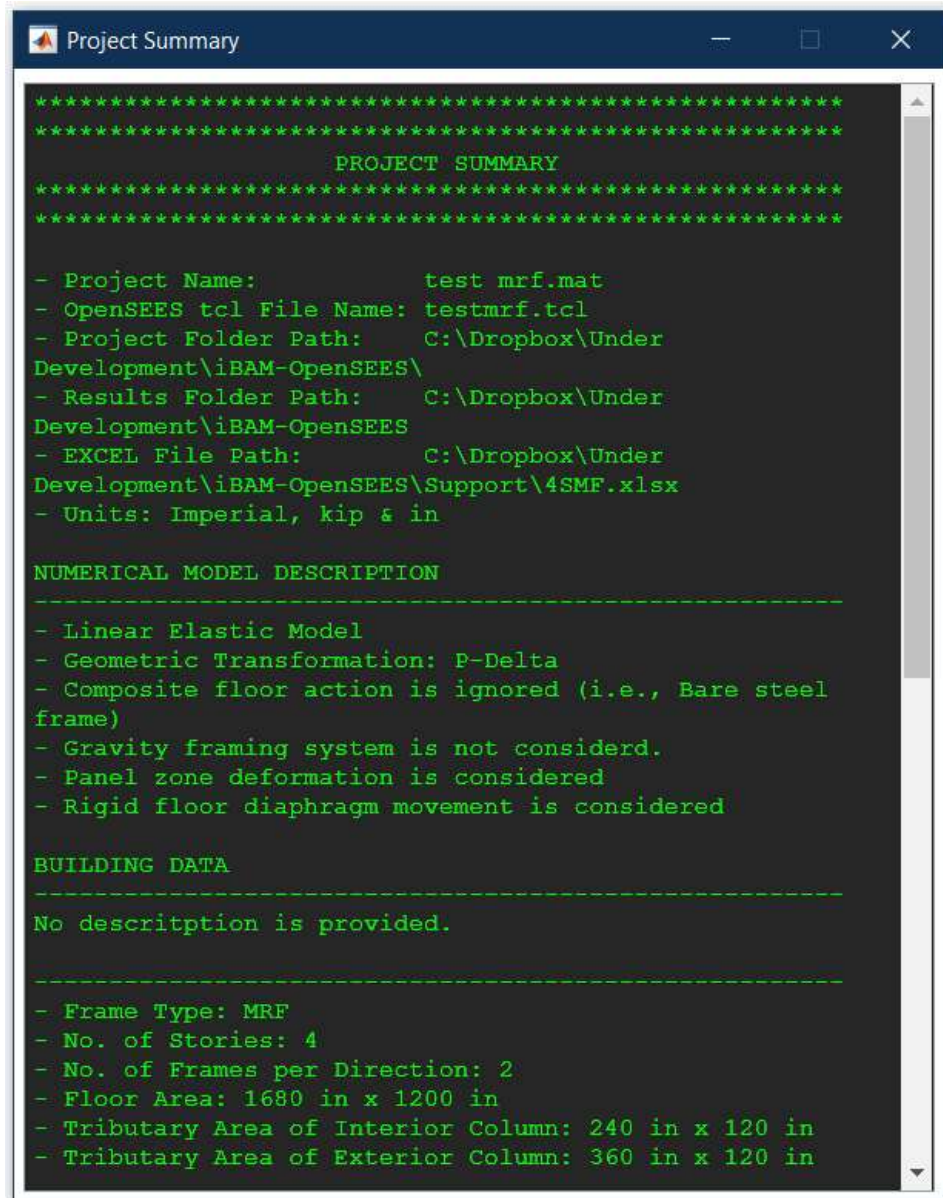 Project Summary
******************************************************
******************************************************
PROJECT SUMMARY
******************************************************
******************************************************
- Project Name: test mrf.mat
- OpenSEES tcl File Name: testmrf.tcl
- Project Folder Path: C:\Dropbox\Under
Development\iBAM-OpenSEES\
- Results Folder Path: C:\Dropbox\Under
Development\iBAM-OpenSEES
- EXCEL File Path: C:\Dropbox\Under
Development\iBAM-OpenSEES\Support\4SMF.xlsx
- Units: Imperial, kip & in
NUMERICAL MODEL DESCRIPTION
------------------------------------------------------
- Linear Elastic Model
- Geometric Transformation: P-Delta
- Composite floor action is ignored (i.e., Bare steel
frame)
- Gravity framing system is not considerd.
- Panel zone deformation is considered
- Rigid floor diaphragm movement is considered
BUILDING DATA
------------------------------------------------------
No descritption is provided.
------------------------------------------------------
- Frame Type: MRF
- No. of Stories: 4
- No. of Frames per Direction: 2
- Floor Area: 1680 in x 1200 in
- Tributary Area of Interior Column: 240 in x 120 in
- Tributary Area of Exterior Column: 360 in x 120 in